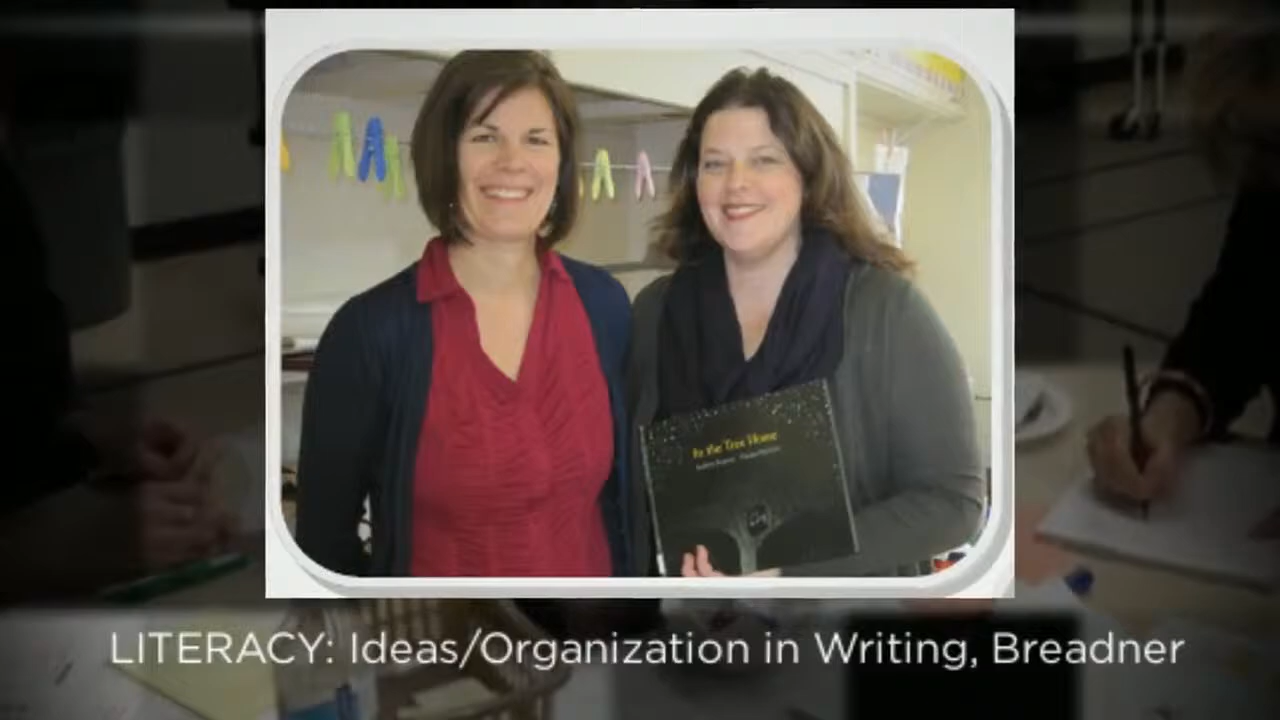 In the Tree House
LITERACY: Ideas/Organization in Writing, Breadner